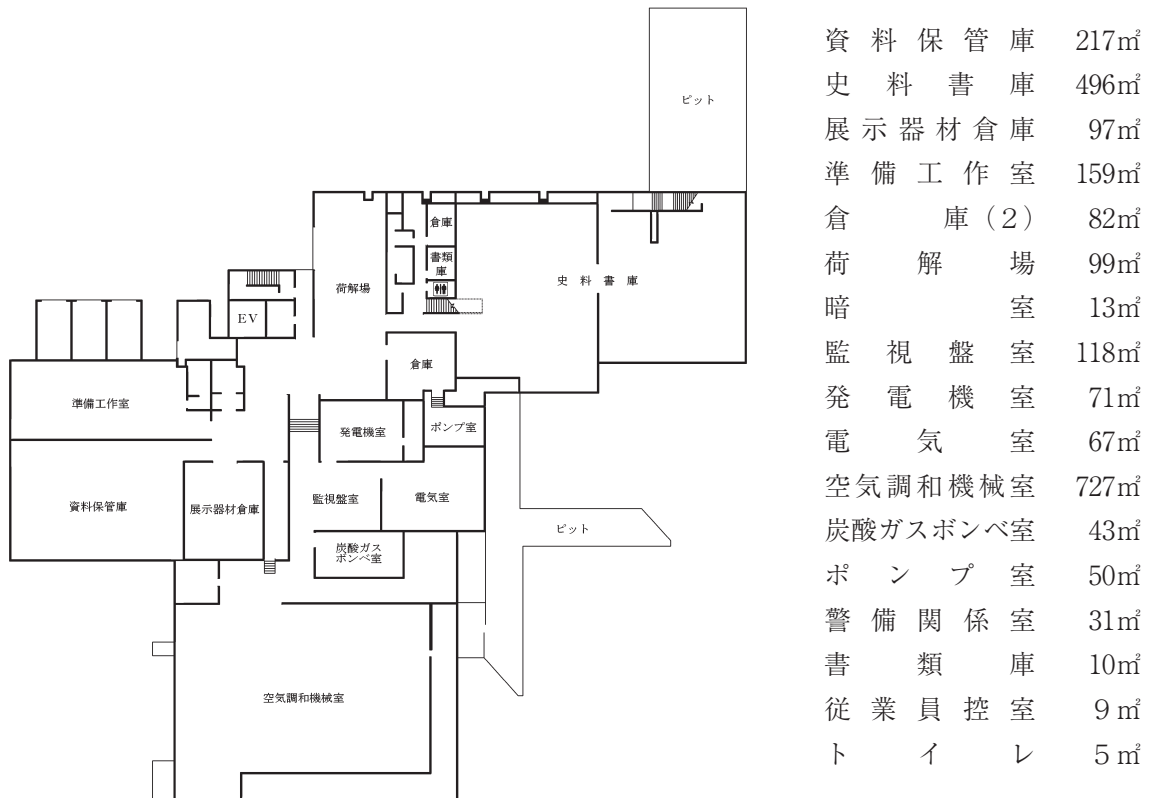 ピット
倉庫
書類
庫
史料書庫
荷解場
EV
倉庫
準備工作室
発電機室
ポンプ室
資料保管庫
展示器材倉庫
監視盤室
電気室
炭酸ガス
ボンベ室
ピット
空気調和機械室
資料保管庫 217㎡
史料書庫 496㎡
展示器材倉庫 97㎡
準備工作室 159㎡
倉庫(2) 82㎡
荷解場 99㎡
暗室 13㎡
監視盤室 118㎡
発電機室 71㎡
電気室 67㎡
空気調和機械室 727㎡
炭酸ガスボンベ室 43㎡
ポンプ室 50㎡
警備関係室 31㎡
書類庫 10㎡
従業員控室 9㎡
トイレ 5㎡